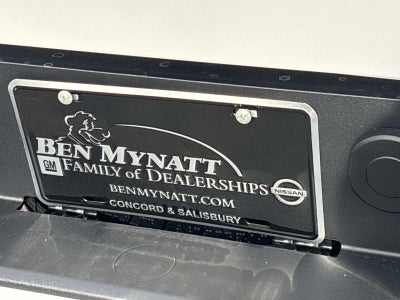 BEN MYNATT
GM FAMILY of DEALERSHIPS NISSAN
BENMYNATT.COM
CONCORD & SALISBURY